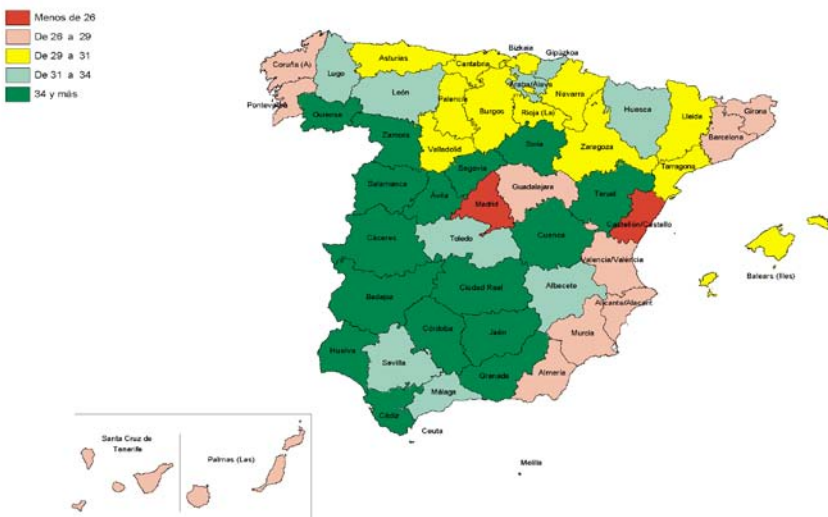 Menos de 26
De 26 a 29
De 29 a 31
De 31 a 34
34 y más
Coruña (A)
Lugo
Asturias
Cantabria
Bizkaia
Gipúzkoa
Araba/Álava
Navarra
Pontevedra
Ourense
León
Palencia
Burgos
Rioja (La)
Huesca
Lleida
Girona
Barcelona
Zamora
Valladolid
Soria
Zaragoza
Tarragona
Salamanca
Ávila
Segovia
Madrid
Guadalajara
Teruel
Castellón/Castelló
Cáceres
Toledo
Cuenca
Valencia/València
Balears (Illes)
Badajoz
Ciudad Real
Albacete
Alicante/Alacant
Huelva
Sevilla
Córdoba
Jaén
Murcia
Cádiz
Málaga
Granada
Almería
Ceuta
Melilla
Santa Cruz de
Tenerife
Palmas (Las)